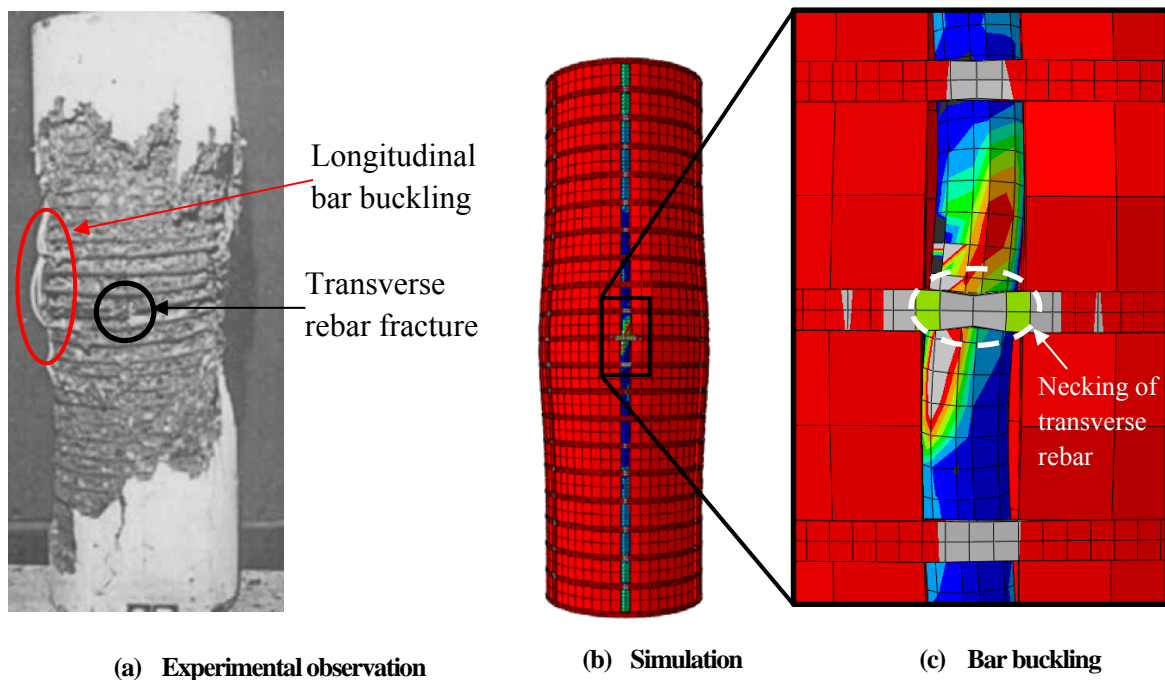 Longitudinal
bar buckling
Transverse
rebar fracture
Necking of
transverse
rebar
(a) Experimental observation
(b) Simulation
(c) Bar buckling